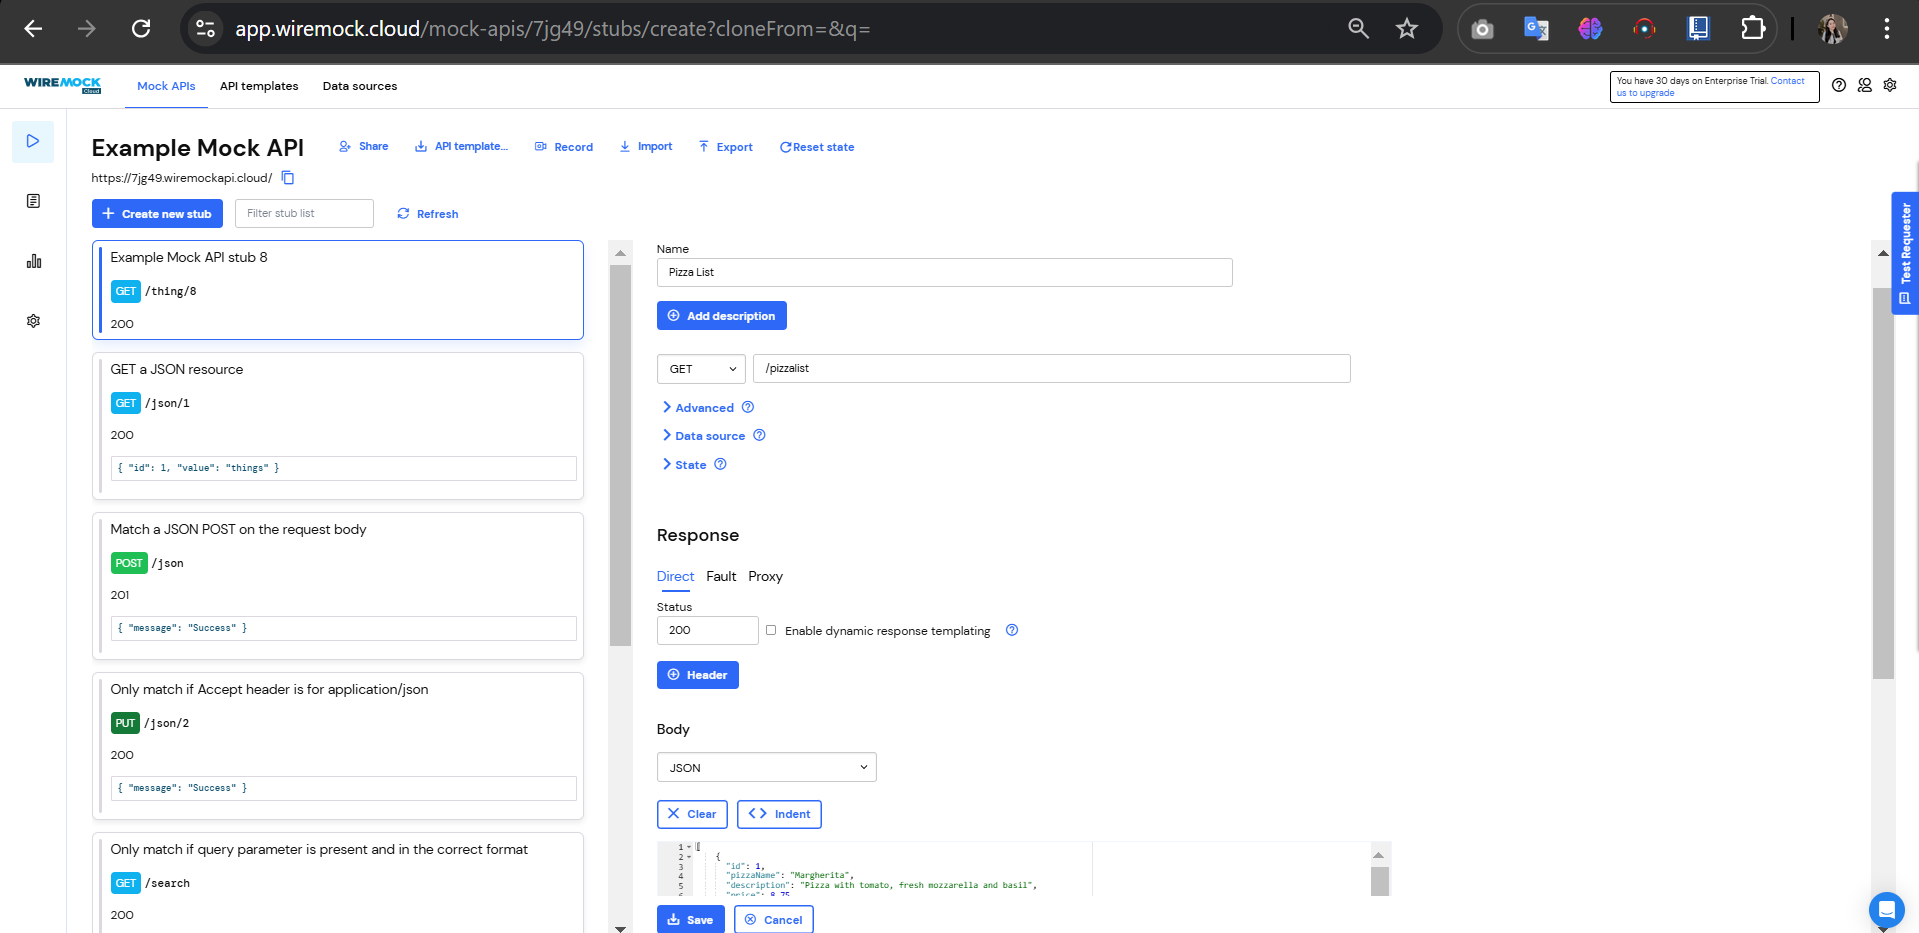 app.wiremock.cloud/mock-apis/7jg49/stubs/create?cloneFrom=&q=
WIREMOCK
Cloud
Mock APIs
API templates
Data sources
You have 30 days on Enterprise Trial. Contact
us to upgrade
Example Mock API
Share
API template...
Record
Import
Export
Reset state
https://7jg49.wiremockapi.cloud/
Create new stub
Filter stub list
Refresh
Test Requester
Example Mock API stub 8
GET /thing/8
200
GET a JSON resource
GET /json/1
200
{ "id": 1, "value": "things" }
Match a JSON POST on the request body
POST /json
201
{ "message": "Success" }
Only match if Accept header is for application/json
PUT /json/2
200
{ "message": "Success" }
Only match if query parameter is present and in the correct format
GET /search
200
Name
Pizza List
Add description
GET /pizzalist
Advanced
Data source
State
Response
Direct Fault Proxy
Status
200 Enable dynamic response templating
Header
Body
JSON
Clear
Indent
1 [
2 {
3 "id": 1,
4 "pizzaName": "Margherita",
5 "description": "Pizza with tomato, fresh mozzarella and basil",
6 "price": 8.75,
Save
Cancel